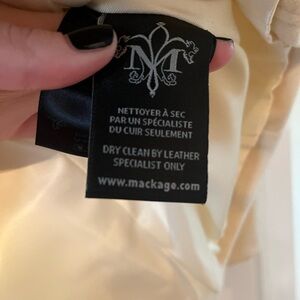 M
NETTOYER À SEC
PAR UN SPÉCIALISTE
DU CUIR SEULEMENT
DRY CLEAN BY LEATHER
SPECIALIST ONLY
www.mackage.com